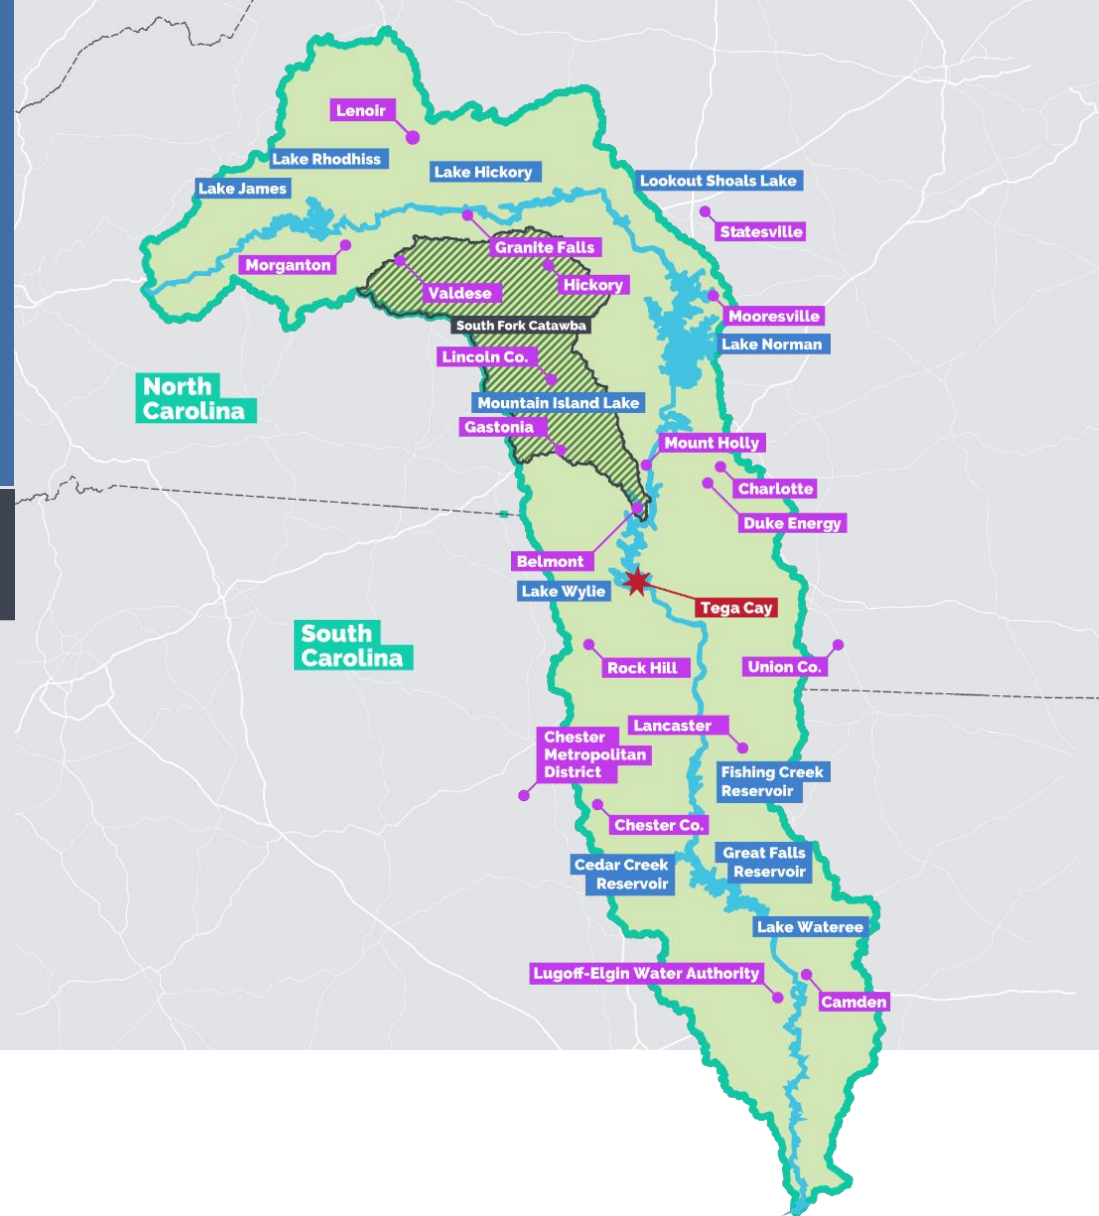 Lenoir
Lake Rhodhiss
Lake Hickory
Lake James
Lookout Shoals Lake
Statesville
Granite Falls
Morganton
Hickory
Valdese
Mooresville
South Fork Catawba
Lake Norman
Lincoln Co.
North
Carolina
Mountain Island Lake
Gastonia
Mount Holly
Charlotte
Duke Energy
Belmont
Lake Wylie
Tega Cay
South
Carolina
Rock Hill
Union Co.
Lancaster
Chester
Metropolitan
District
Fishing Creek
Reservoir
Chester Co.
Great Falls
Reservoir
Cedar Creek
Reservoir
Lake Wateree
Lugoff-Elgin Water Authority
Camden